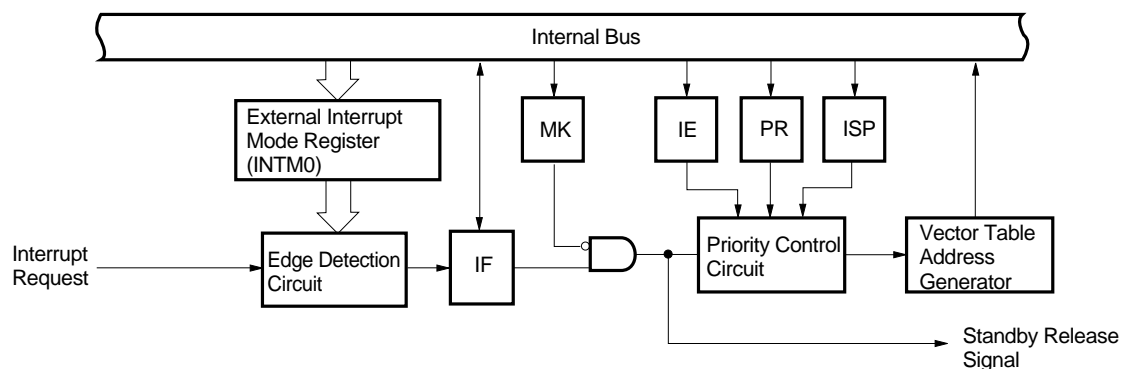 Internal Bus
External Interrupt
Mode Register
(INTM0)
MK
IE
PR
ISP
Interrupt
Request
Edge Detection
Circuit
IF
Priority Control
Circuit
Vector Table
Address
Generator
Standby Release
Signal